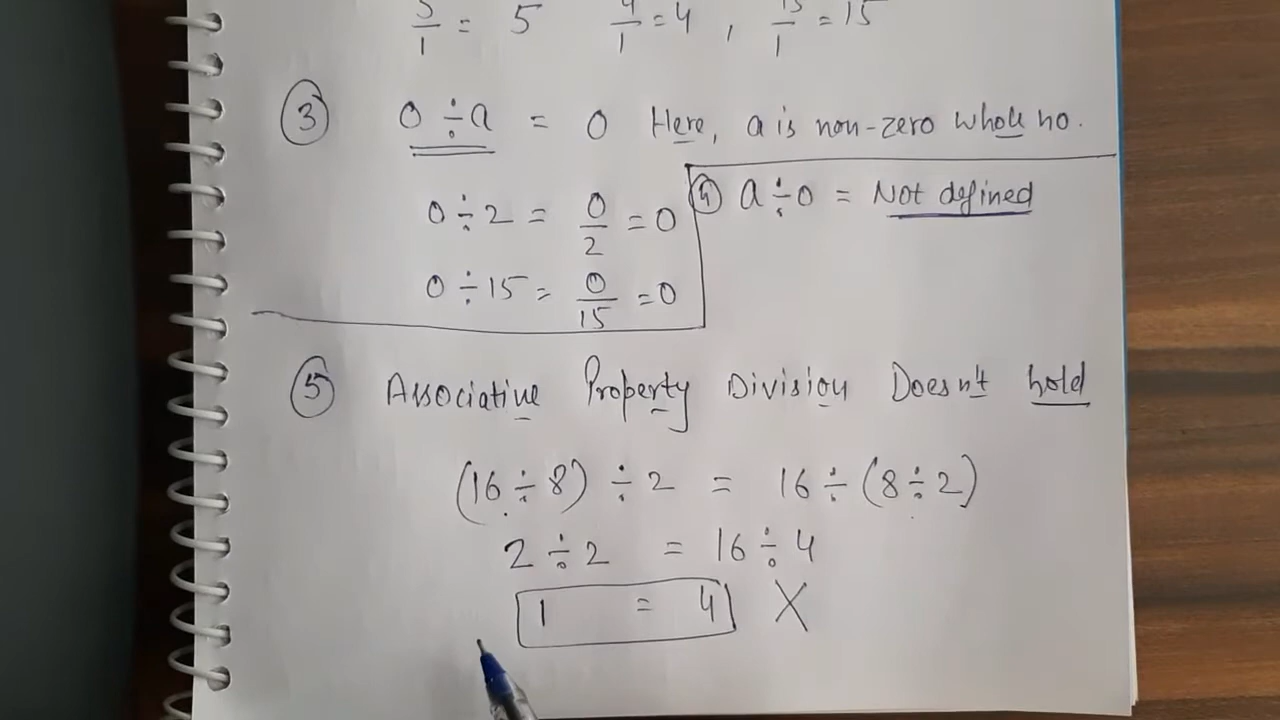 5/1 = 5 4/1 = 4 , 15/1 = 15
③ 0 ÷ a = 0 Here, a is non-zero whole no.
0 ÷ 2 = 0/2 = 0
0 ÷ 15 = 0/15 = 0
④ a ÷ 0 = Not defined
⑤ Associative Property Division Doesn't hold
(16 ÷ 8) ÷ 2 = 16 ÷ (8 ÷ 2)
2 ÷ 2 = 16 ÷ 4
1 = 4 X